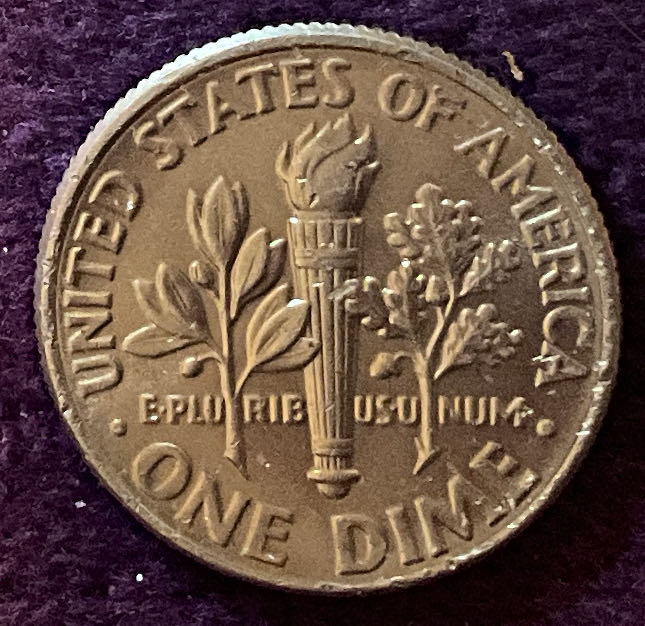 UNITED STATES OF AMERICA
E·PLURIBUS·UNUM·
· ONE DIME ·